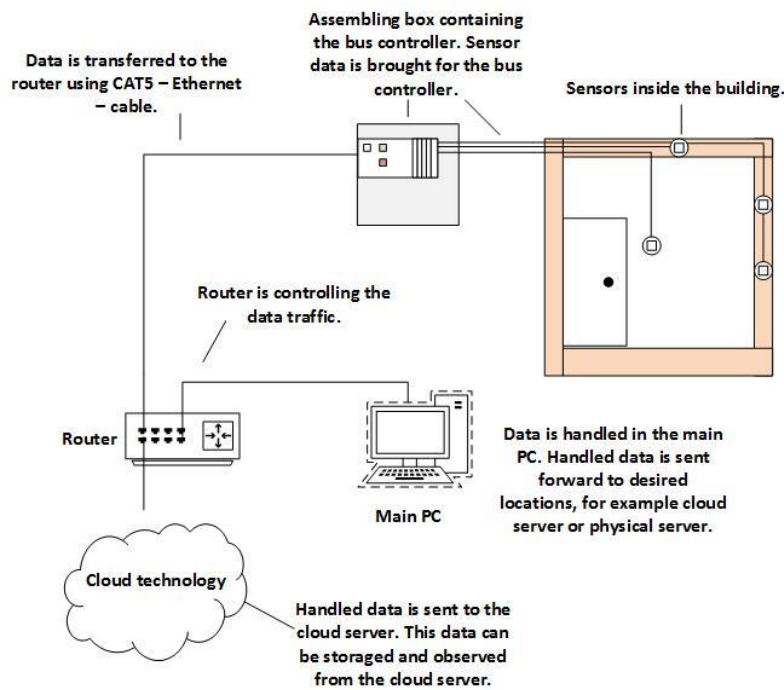 Assembling box containing
the bus controller. Sensor
data is brought for the bus
controller.
Data is transferred to the
router using CAT5 – Ethernet
– cable.
Sensors inside the building.
Router is controlling the
data traffic.
Router
Main PC
Data is handled in the main
PC. Handled data is sent
forward to desired
locations, for example cloud
server or physical server.
Cloud technology
Handled data is sent to the
cloud server. This data can
be storaged and observed
from the cloud server.